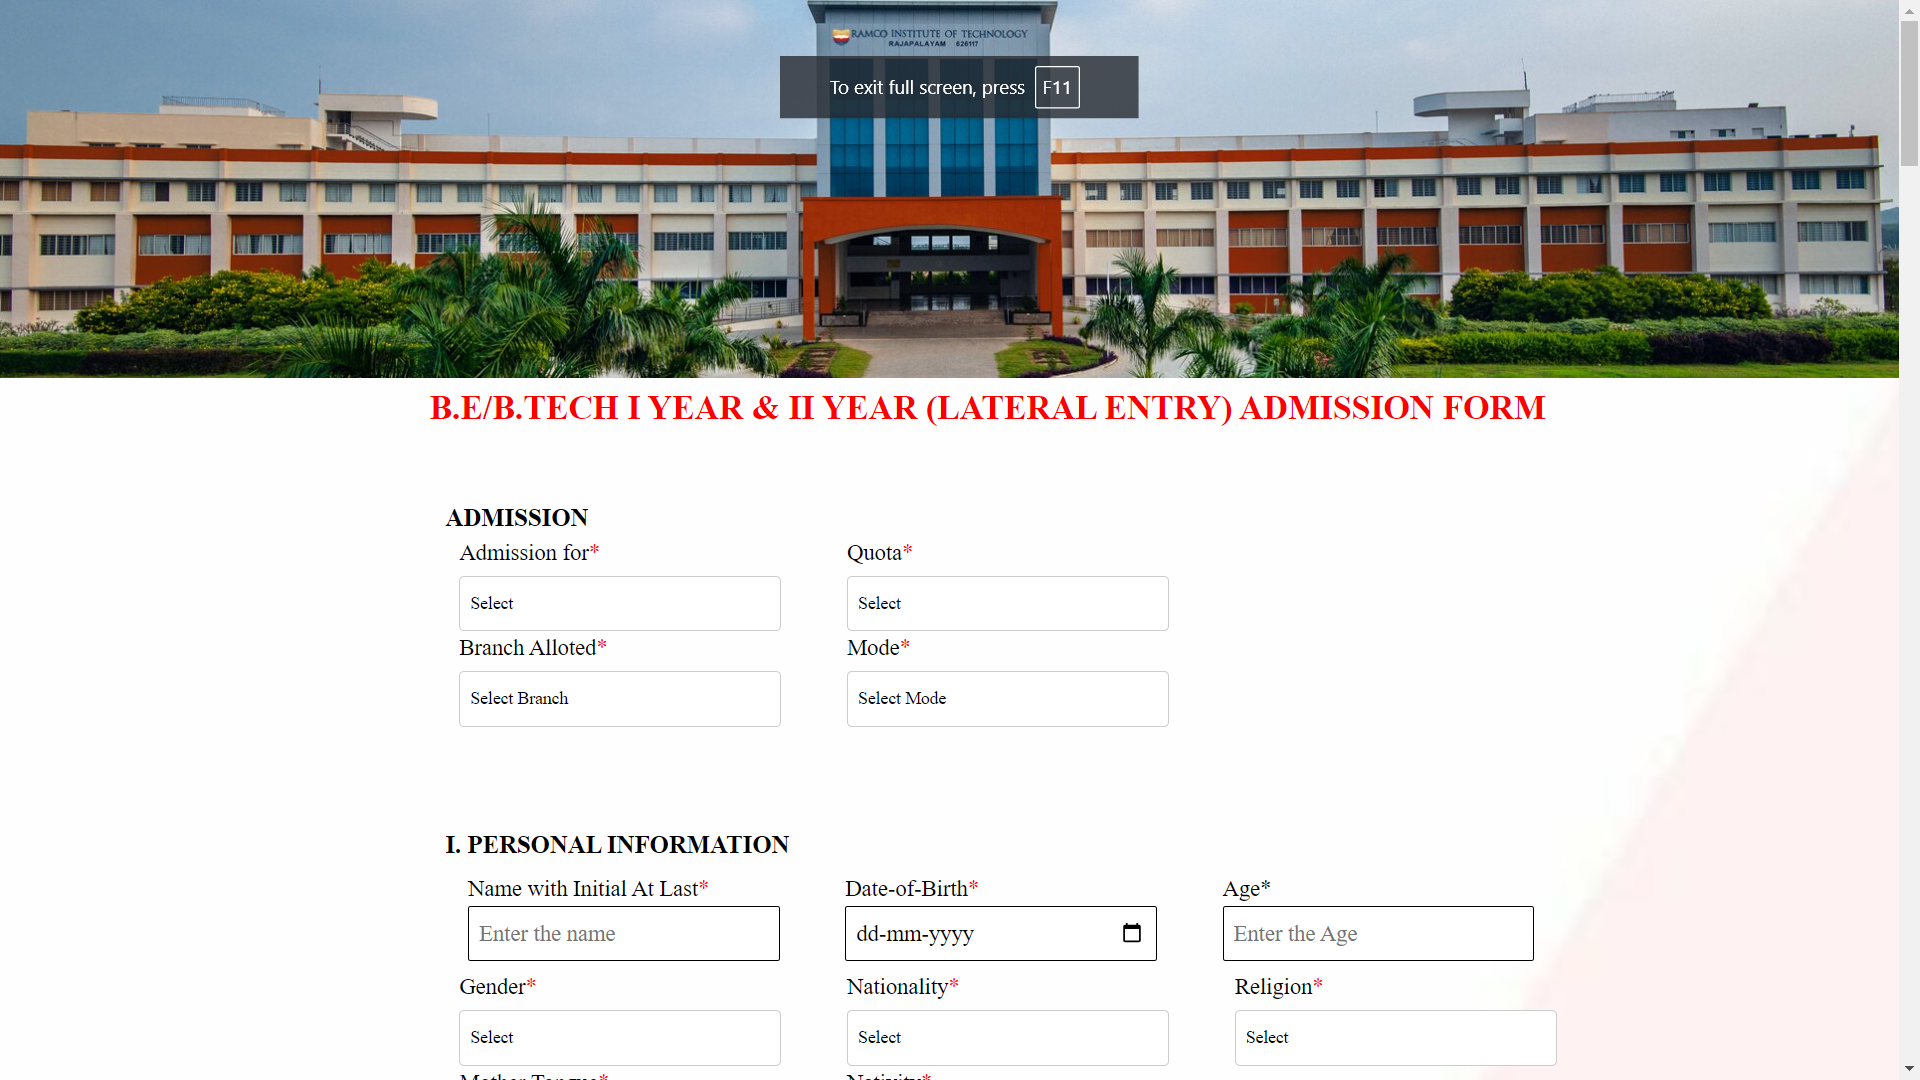 RAMCO INSTITUTE OF TECHNOLOGY
RAJAPALAYAM 626117
To exit full screen, press F11
B.E/B.TECH I YEAR & II YEAR (LATERAL ENTRY) ADMISSION FORM
ADMISSION
Admission for* Quota*
Select Select
Branch Alloted* Mode*
Select Branch Select Mode
I. PERSONAL INFORMATION
Name with Initial At Last* Date-of-Birth* Age*
Enter the name dd-mm-yyyy Enter the Age
Gender* Nationality* Religion*
Select Select Select
Mother Tongue* Nativity*